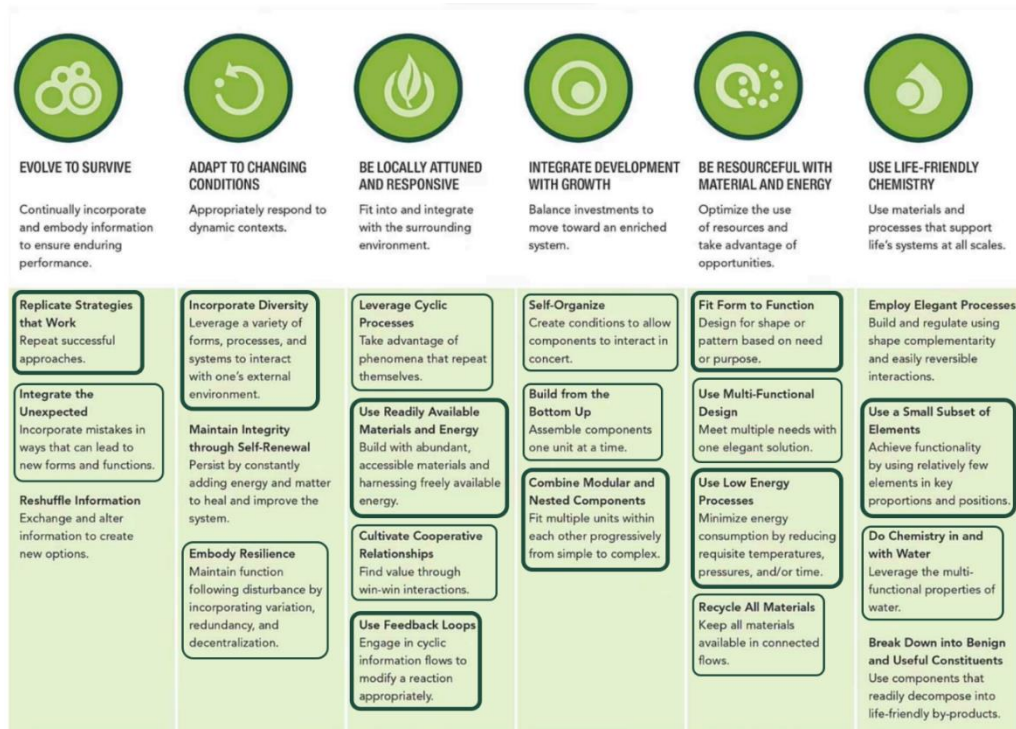 EVOLVE TO SURVIVE
Continually incorporate
and embody information
to ensure enduring
performance.
Replicate Strategies
that Work
Repeat successful
approaches.
Integrate the
Unexpected
Incorporate mistakes in
ways that can lead to
new forms and functions.
Reshuffle Information
Exchange and alter
information to create
new options.
ADAPT TO CHANGING
CONDITIONS
Appropriately respond to
dynamic contexts.
Incorporate Diversity
Leverage a variety of
forms, processes, and
systems to interact
with one's external
environment.
Maintain Integrity
through Self-Renewal
Persist by constantly
adding energy and matter
to heal and improve the
system.
Embody Resilience
Maintain function
following disturbance by
incorporating variation,
redundancy, and
decentralization.
BE LOCALLY ATTUNED
AND RESPONSIVE
Fit into and integrate
with the surrounding
environment.
Leverage Cyclic
Processes
Take advantage of
phenomena that repeat
themselves.
Use Readily Available
Materials and Energy
Build with abundant,
accessible materials and
harnessing freely available
energy.
Cultivate Cooperative
Relationships
Find value through
win-win interactions.
Use Feedback Loops
Engage in cyclic
information flows to
modify a reaction
appropriately.
INTEGRATE DEVELOPMENT
WITH GROWTH
Balance investments to
move toward an enriched
system.
Self-Organize
Create conditions to allow
components to interact in
concert.
Build from the
Bottom Up
Assemble components
one unit at a time.
Combine Modular and
Nested Components
Fit multiple units within
each other progressively
from simple to complex.
BE RESOURCEFUL WITH
MATERIAL AND ENERGY
Optimize the use
of resources and
take advantage of
opportunities.
Fit Form to Function
Design for shape or
pattern based on need
or purpose.
Use Multi-Functional
Design
Meet multiple needs with
one elegant solution.
Use Low Energy
Processes
Minimize energy
consumption by reducing
requisite temperatures,
pressures, and/or time.
Recycle All Materials
Keep all materials
available in connected
flows.
USE LIFE-FRIENDLY
CHEMISTRY
Use materials and
processes that support
life's systems at all scales.
Employ Elegant Processes
Build and regulate using
shape complementarity
and easily reversible
interactions.
Use a Small Subset of
Elements
Achieve functionality
by using relatively few
elements in key
proportions and positions.
Do Chemistry in and
with Water
Leverage the multi-
functional properties of
water.
Break Down into Benign
and Useful Constituents
Use components that
readily decompose into
life-friendly by-products.